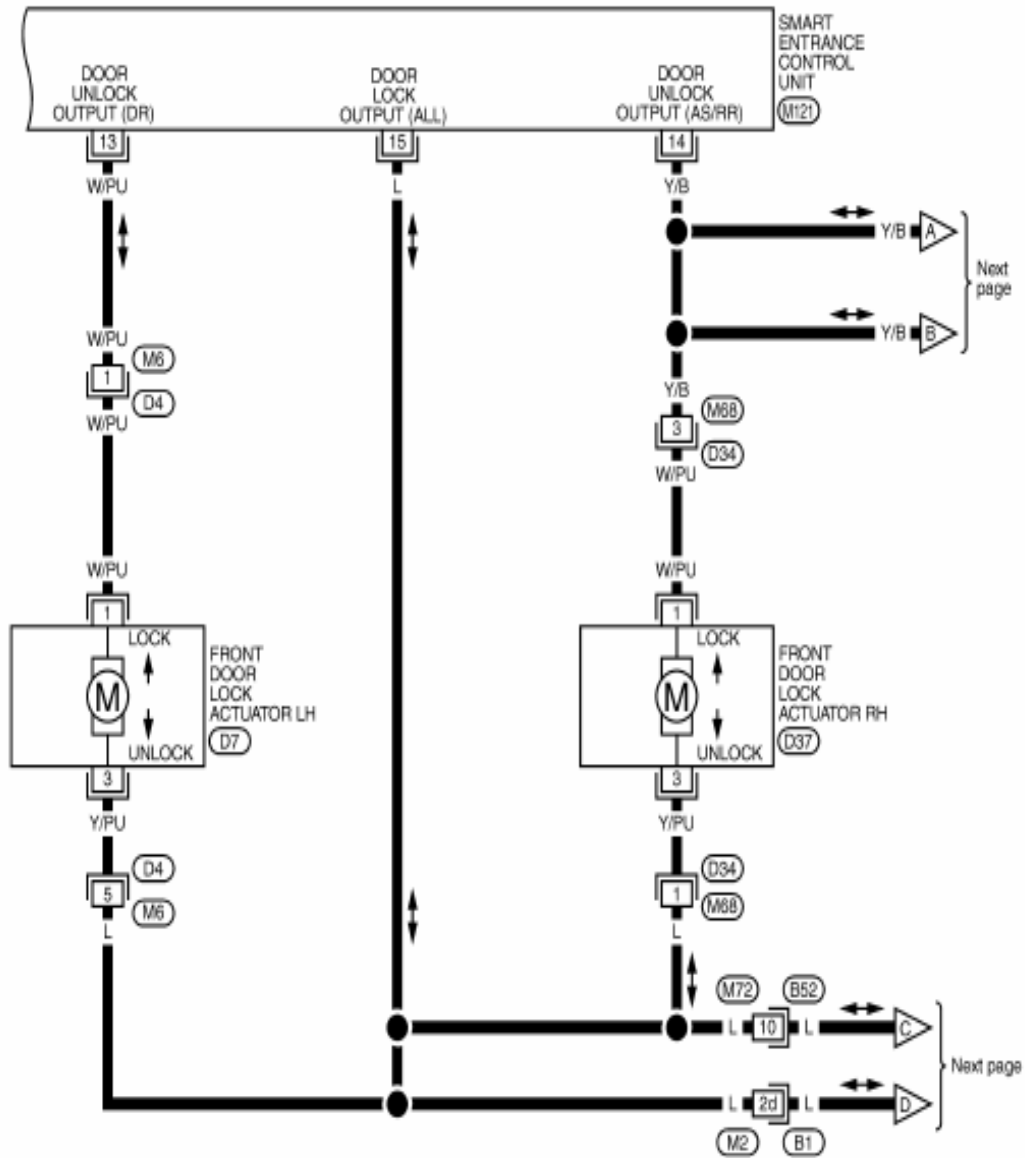 SMART
ENTRANCE
CONTROL
UNIT
M121
DOOR
UNLOCK
OUTPUT (DR)
DOOR
LOCK
OUTPUT (ALL)
DOOR
UNLOCK
OUTPUT (AS/RR)
13
15
14
W/PU
L
Y/B
Y/B
A
Next
page
W/PU
Y/B
B
1
M6
D4
Y/B
3
M68
D34
W/PU
W/PU
W/PU
W/PU
1
1
LOCK
M
UNLOCK
FRONT
DOOR
LOCK
ACTUATOR LH
D7
LOCK
M
UNLOCK
FRONT
DOOR
LOCK
ACTUATOR RH
D37
3
3
Y/PU
Y/PU
D4
5
M6
D34
1
M68
L
L
M72
B52
L
10
L
C
Next page
L
2d
L
D
M2
B1